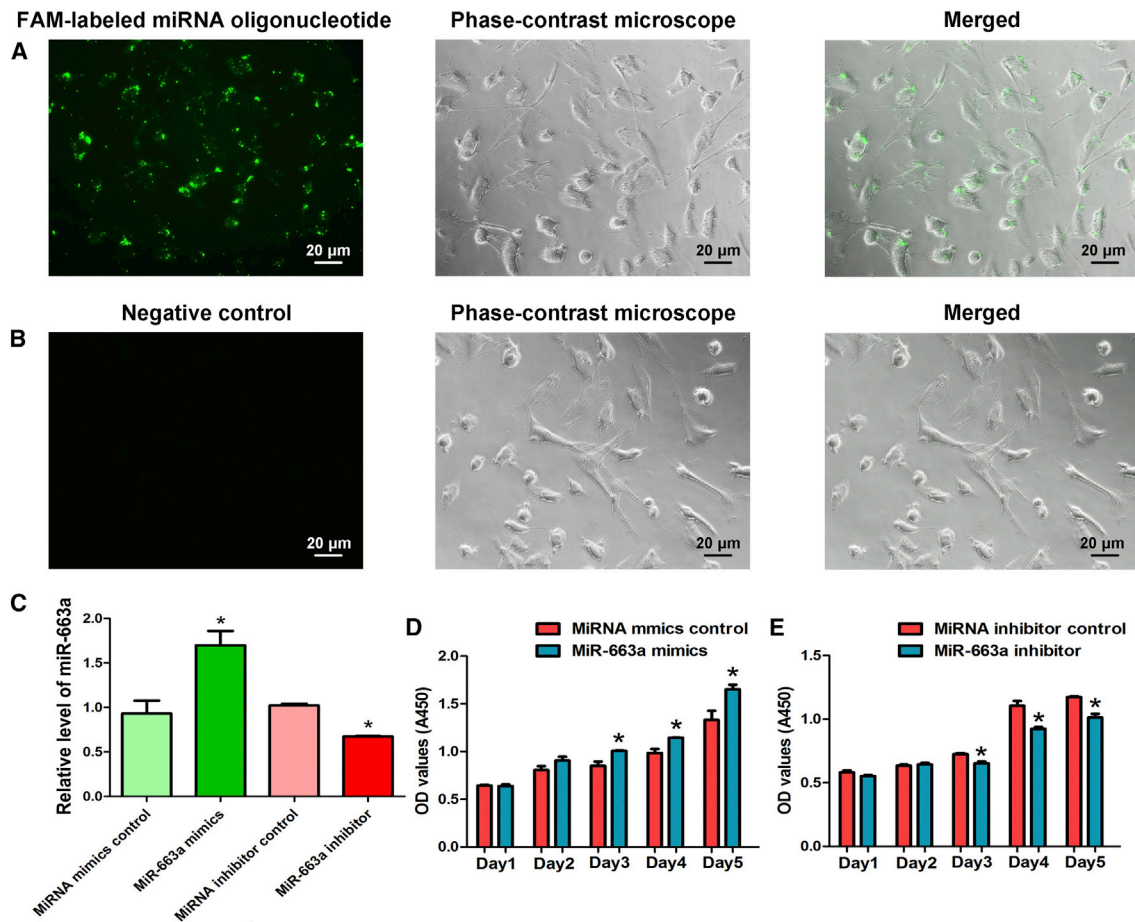 FAM-labeled miRNA oligonucleotide
Phase-contrast microscope
Merged
A
20 µm
20 µm
20 µm
Negative control
Phase-contrast microscope
Merged
B
20 µm
20 µm
20 µm
C
Relative level of miR-663a
2.0
1.5
1.0
0.5
0.0
*
*
MiRNA mimics control
MiR-663a mimics
MiRNA inhibitor control
MiR-663a inhibitor
D
MiRNA mmics control
MiR-663a mimics
OD values (A450)
2.0
1.5
1.0
0.5
0.0
*
*
*
Day1
Day2
Day3
Day4
Day5
E
MiRNA inhibitor control
MiR-663a inhibitor
OD values (A450)
1.5
1.0
0.5
0.0
*
*
*
Day1
Day2
Day3
Day4
Day5